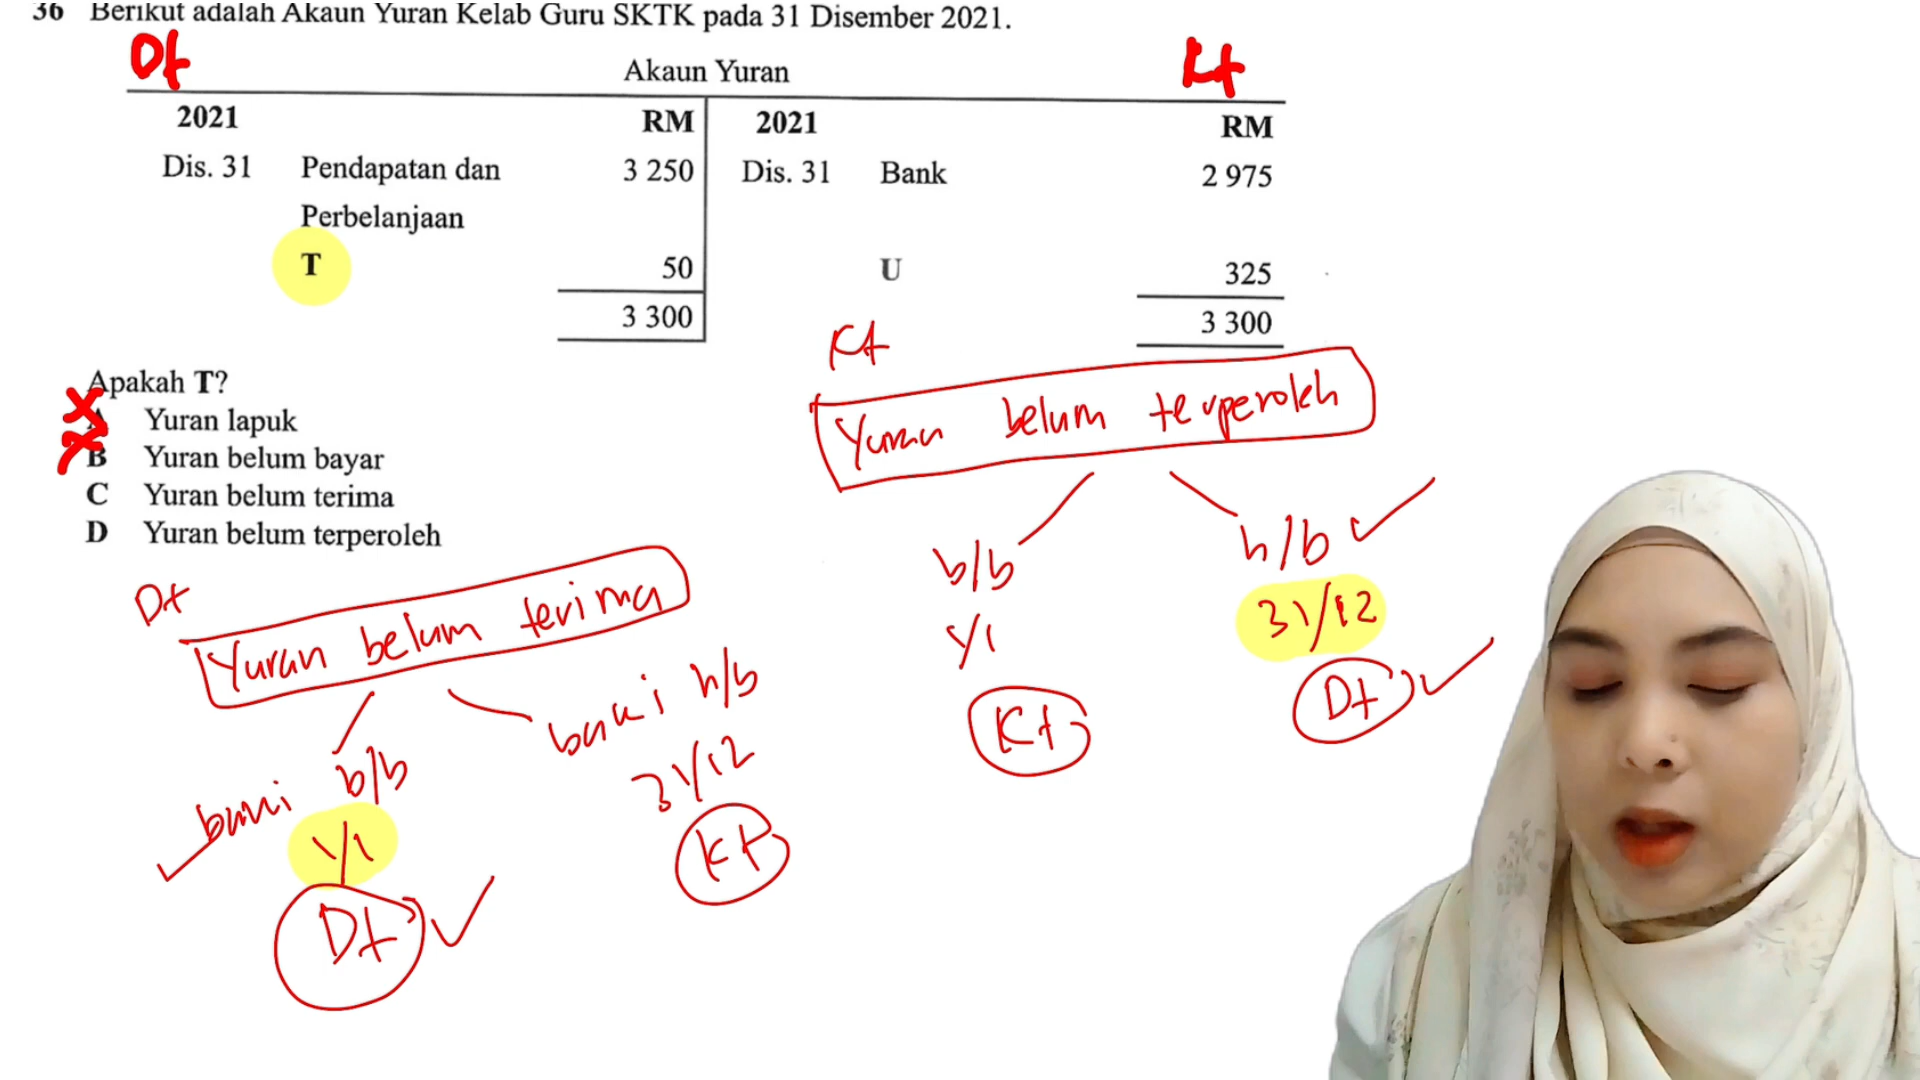 36 Berikut adalah Akaun Yuran Kelab Guru SKTK pada 31 Disember 2021.
Dt Kt
Akaun Yuran
2021 RM 2021 RM
Dis. 31 Pendapatan dan 3 250 Dis. 31 Bank 2 975
Perbelanjaan
T 50 U 325
3 300 3 300
Kt
Apakah T?
A Yuran lapuk
B Yuran belum bayar
C Yuran belum terima
D Yuran belum terperoleh
Yuran belum terperoleh
b/b h/b
1/1 31/12
Kt Dt
Dt
Yuran belum terima
baki b/b baki h/b
1/1 31/12
Dt Kt